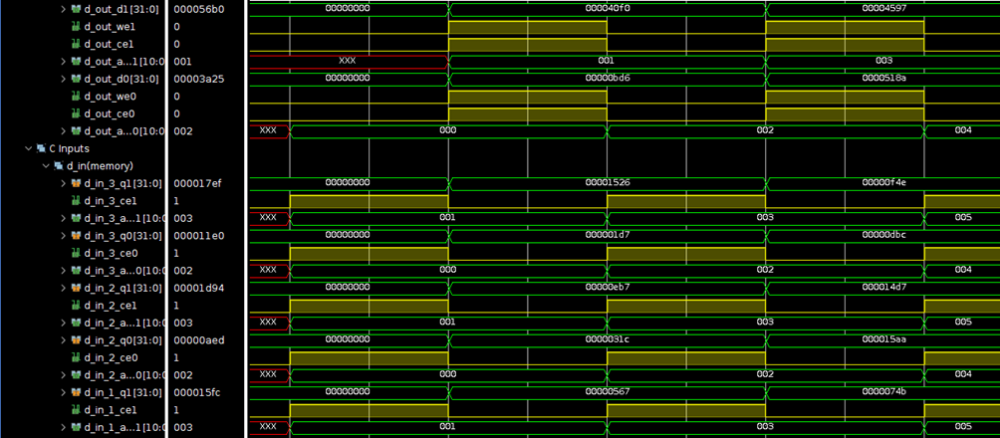 d_out_d1[31:0] 000056b0 00000000 000040f0 00004597
d_out_we1 0
d_out_ce1 0
d_out_a...1[10:0 001 XXX 001 003
d_out_d0[31:0] 00003a25 00000000 00000bd6 0000518a
d_out_we0 0
d_out_ce0 0
d_out_a...0[10:0 002 XXX 000 002 004
C Inputs
d_in(memory)
d_in_3_q1[31:0] 000017ef 00000000 00001526 00000f4e
d_in_3_ce1 1
d_in_3_a...1[10:0 003 XXX 001 003 005
d_in_3_q0[31:0] 000011e0 00000000 000001d7 00000dbc
d_in_3_ce0 1
d_in_3_a...0[10:0 002 XXX 000 002 004
d_in_2_q1[31:0] 00001d94 00000000 00000eb7 000014d7
d_in_2_ce1 1
d_in_2_a...1[10:0 003 XXX 001 003 005
d_in_2_q0[31:0] 00000aed 00000000 0000031c 000015aa
d_in_2_ce0 1
d_in_2_a...0[10:0 002 XXX 000 002 004
d_in_1_q1[31:0] 000015fc 00000000 00000567 0000074b
d_in_1_ce1 1
d_in_1_a...1[10:0 003 XXX 001 003 005